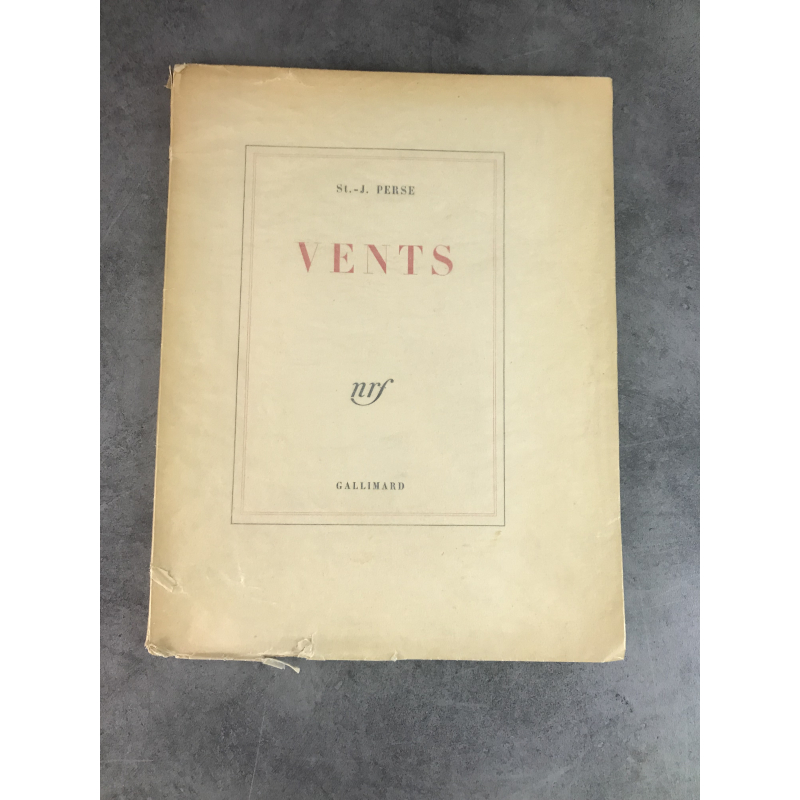 St.-J. PERSE
VENTS
nrf
GALLIMARD